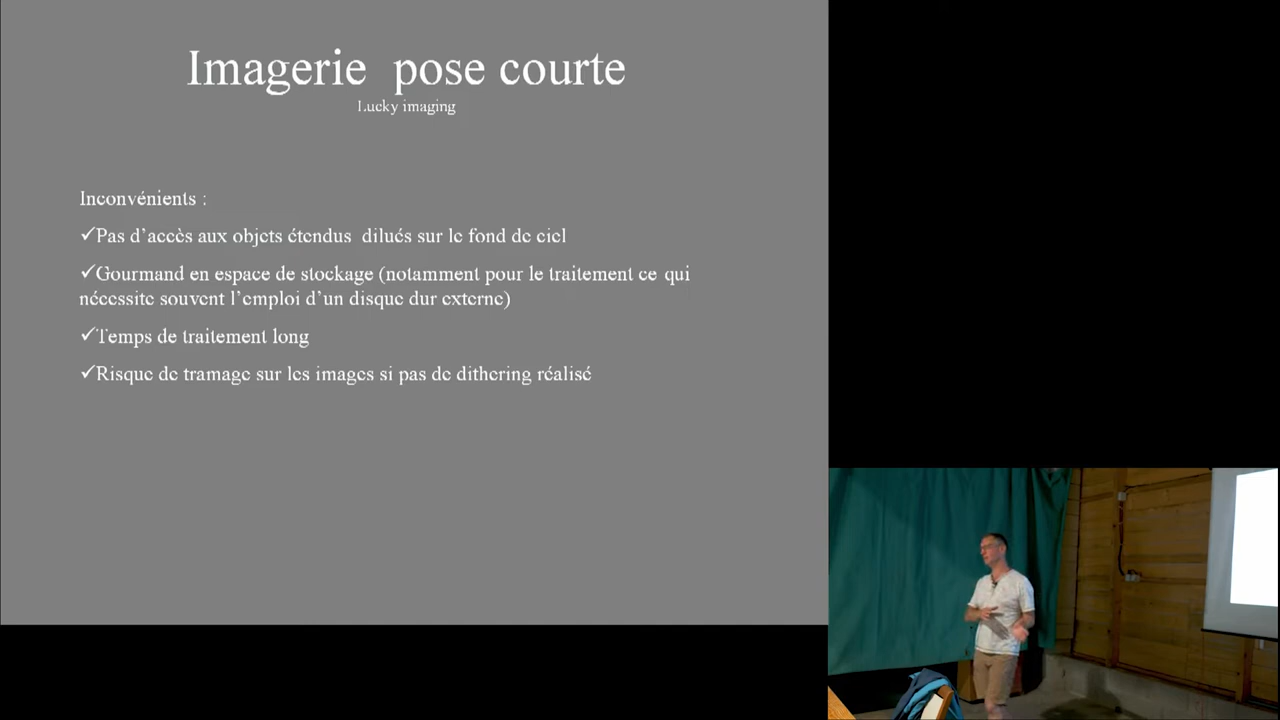 Imagerie pose courte
Lucky imaging
Inconvénients :
✓Pas d'accès aux objets étendus dilués sur le fond de ciel
✓Gourmand en espace de stockage (notamment pour le traitement ce qui
nécessite souvent l'emploi d'un disque dur externe)
✓Temps de traitement long
✓Risque de tramage sur les images si pas de dithering réalisé